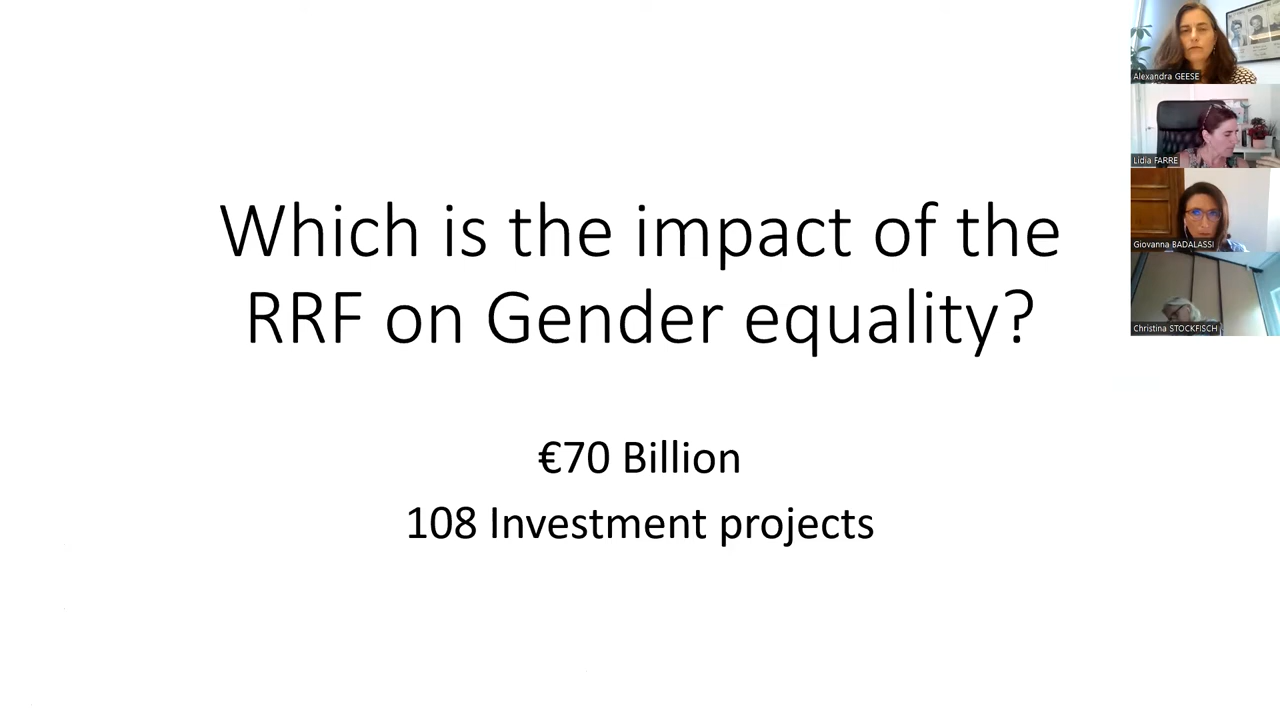 Which is the impact of the
RRF on Gender equality?
€70 Billion
108 Investment projects
Alexandra GEESE
Lidia FARRE
Giovanna BADALASSI
Christina STOCKFISCH